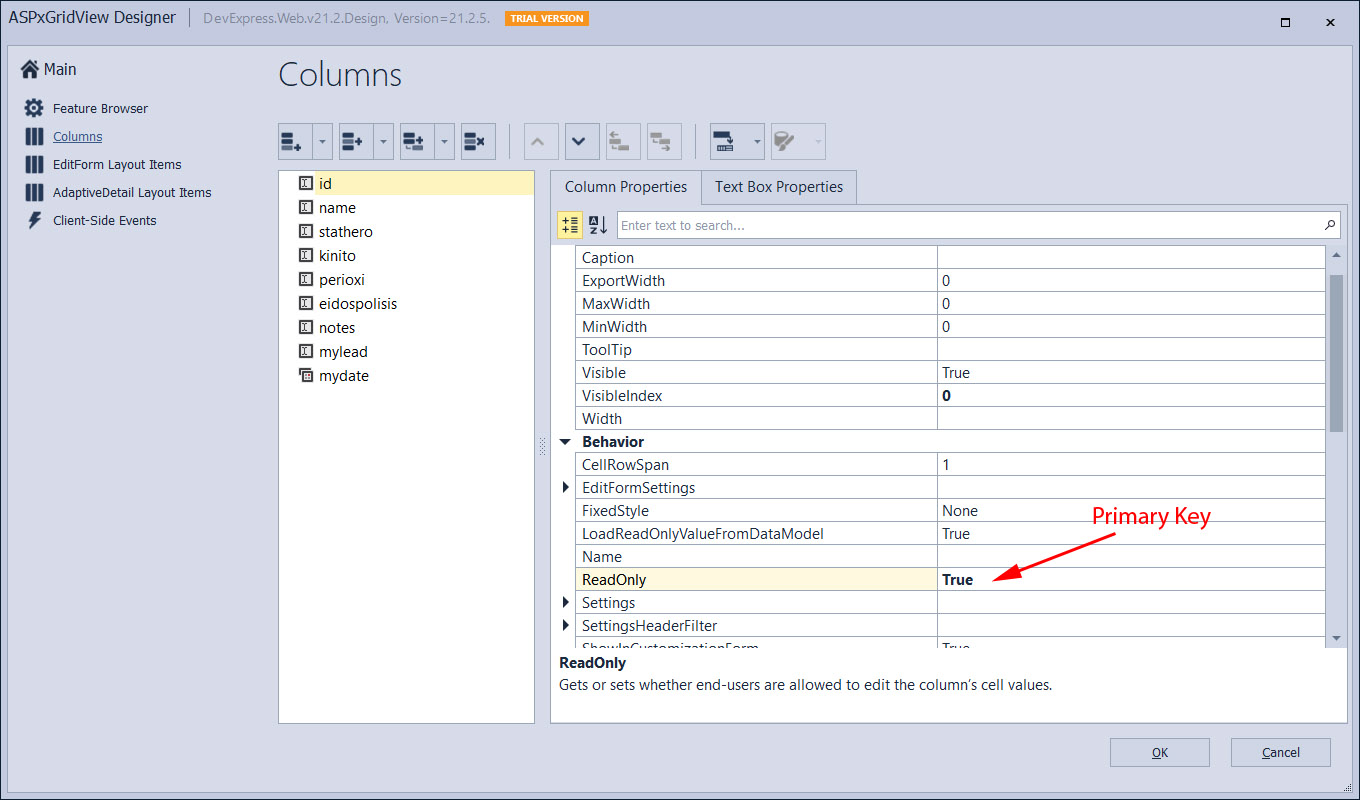 ASPxGridView Designer DevExpress.Web.v21.2.Design, Version=21.2.5. TRIAL VERSION
Main
Feature Browser
Columns
EditForm Layout Items
AdaptiveDetail Layout Items
Client-Side Events
Columns
id
name
stathero
kinito
perioxi
eidospolisis
notes
mylead
mydate
Column Properties Text Box Properties
Enter text to search...
Caption
ExportWidth 0
MaxWidth 0
MinWidth 0
ToolTip
Visible True
VisibleIndex 0
Width
Behavior
CellRowSpan 1
EditFormSettings
FixedStyle None
Primary Key
LoadReadOnlyValueFromDataModel True
Name
ReadOnly True
Settings
SettingsHeaderFilter
ShowInCustomizationForm True
ReadOnly
Gets or sets whether end-users are allowed to edit the column's cell values.
OK Cancel